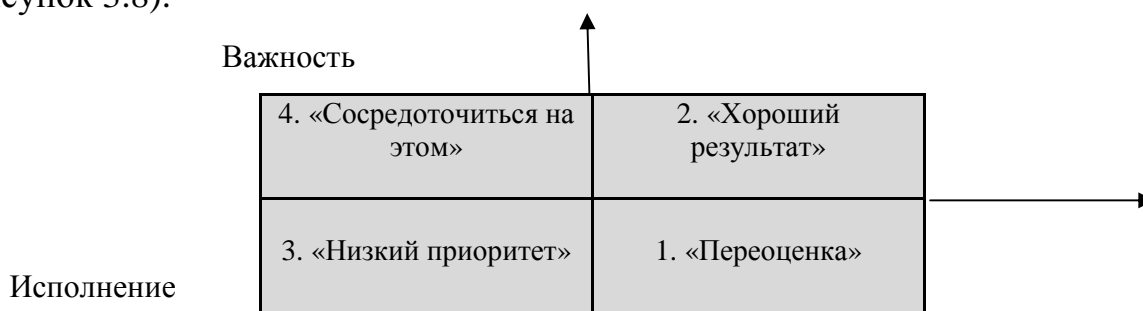 сунок 3.8).
Важность
4. «Сосредоточиться на
этом»
2. «Хороший
результат»
3. «Низкий приоритет»
1. «Переоценка»
Исполнение